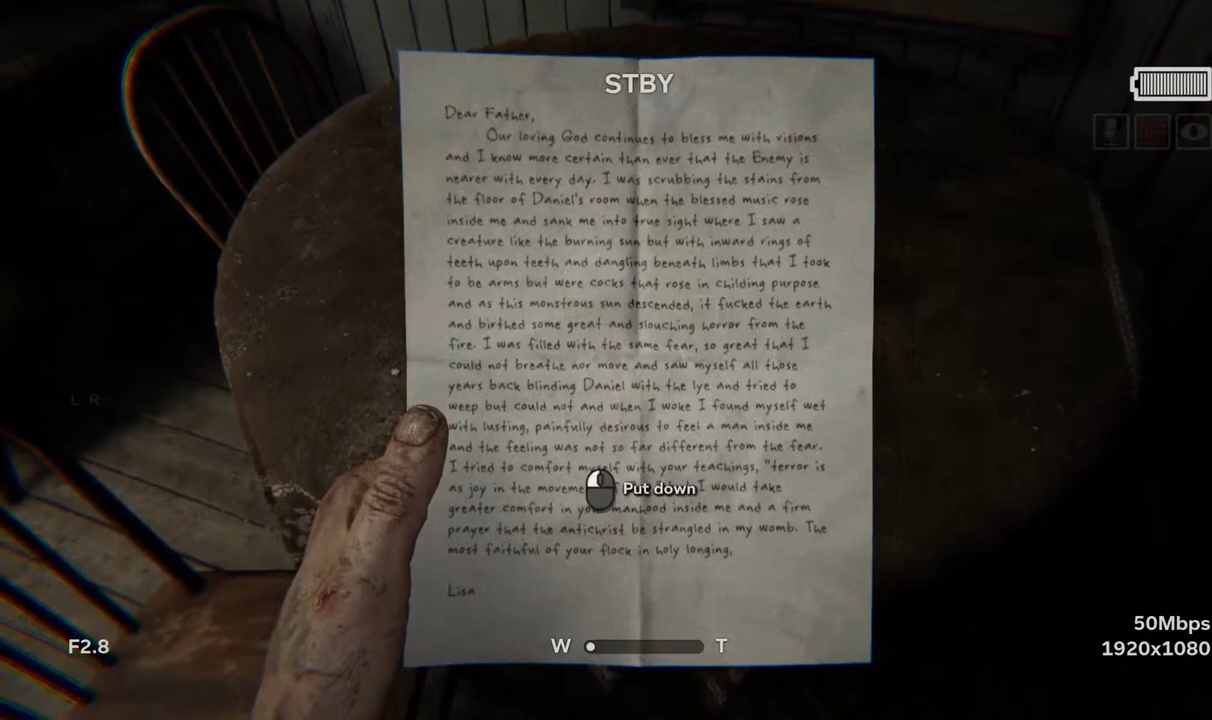 STBY
Dear Father,
Our loving God continues to bless me with visions
and I know more certain than ever that the Enemy is
nearer with every day. I was scrubbing the stains from
the floor of Daniel's room when the blessed music rose
inside me and sank me into true sight where I saw a
creature like the burning sun but with inward rings of
teeth upon teeth and dangling beneath limbs that I took
to be arms but were cocks that rose in childing purpose
and as this monstrous sun descended, it fucked the earth
and birthed some great and slouching horror from the
fire. I was filled with the same fear, so great that I
could not breathe nor move and saw myself all those
years back blinding Daniel with the lye and tried to
weep but could not and when I woke I found myself wet
with lusting, painfully desirous to feel a man inside me
and the feeling was not so far different from the fear.
I tried to comfort myself with your teachings, "terror is
as joy in the I would take
Put down
greater comfort in manhood inside me and a firm
prayer that the antichrist be strangled in my womb. The
most faithful of your flock in holy longing,
Lisa
L R
F2.8
W T
50Mbps
1920x1080